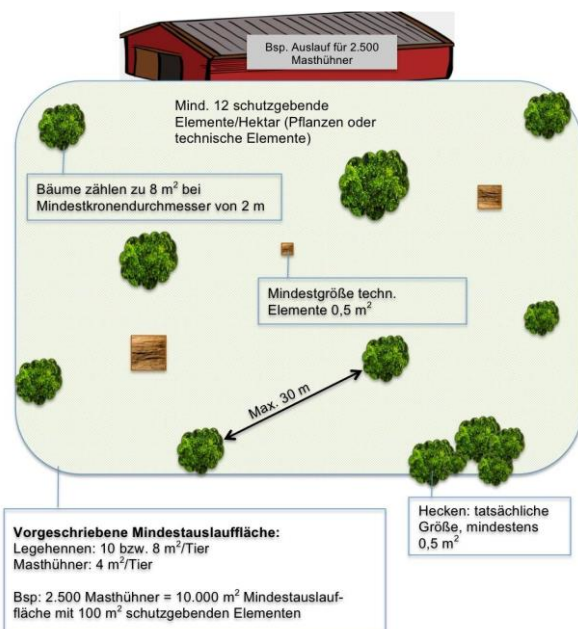 Bsp. Auslauf für 2.500
Masthühner
Mind. 12 schutzgebende
Elemente/Hektar (Pflanzen oder
technische Elemente)
Bäume zählen zu 8 m² bei
Mindestkronendurchmesser von 2 m
Mindestgröße techn.
Elemente 0,5 m²
Max. 30 m
Hecken: tatsächliche
Größe, mindestens
0,5 m²
Vorgeschriebene Mindestauslauffläche:
Legehennen: 10 bzw. 8 m²/Tier
Masthühner: 4 m²/Tier
Bsp: 2.500 Masthühner = 10.000 m² Mindestauslauf-
fläche mit 100 m² schutzgebenden Elementen